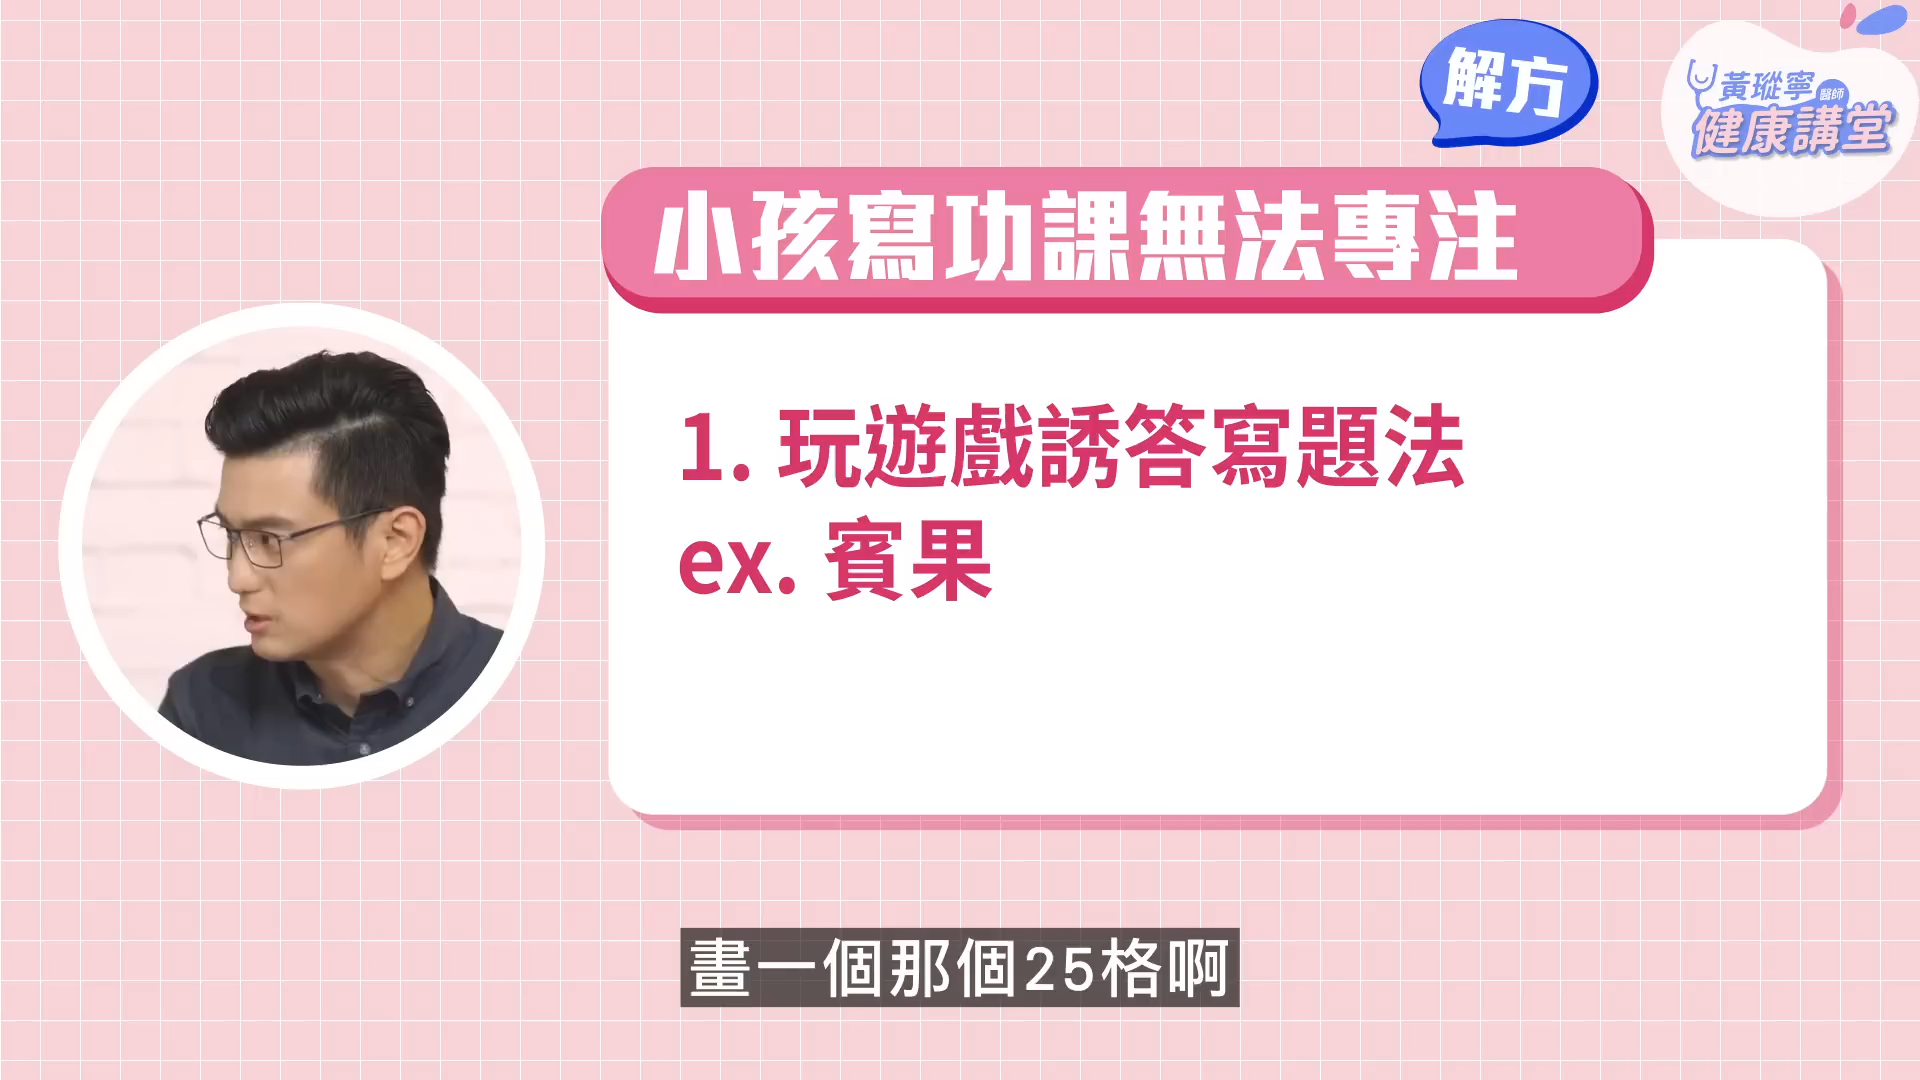 解方
黃瑽寧醫師
健康講堂
小孩寫功課無法專注
1. 玩遊戲誘答寫題法
ex. 賓果
畫一個那個25格啊